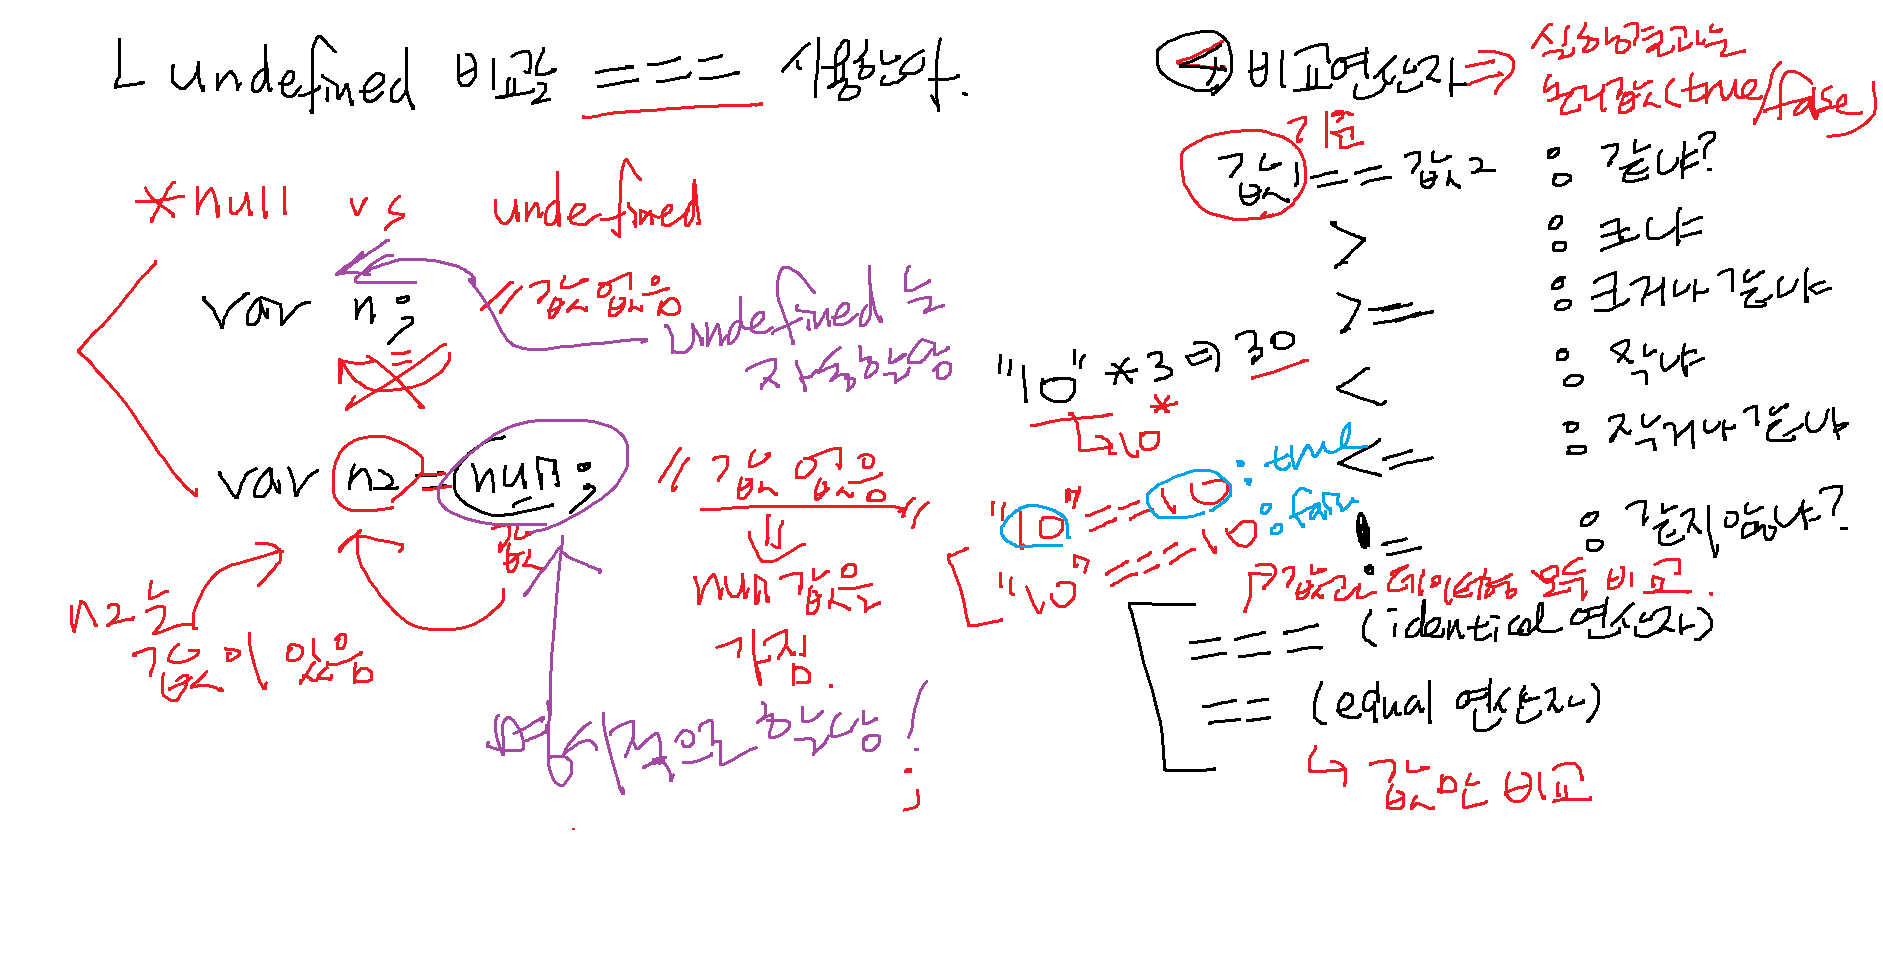 ㄴ undefined 비교할 === 사용한다.
*null vs undefined
var n; // 값 없음
undefined 는
자동할당
var n2 = null; // 값 없음 //
값
null 값을
가짐.
n2는
값이 있음
명시적으로 할당!
④ 비교연산자 ⇒ 실행결과는
논리값(true/false)
기준
값1 == 값2 : 같냐?
> : 크냐
>= : 크거나 같냐
< : 작냐
<= : 작거나 같냐
!= : 같지 않냐?
"10" * 3 ⇒ 30
↳ 10 *
"10" == 10 : true
"10" === 10 : false
값과 데이터형 모두 비교.
=== (identical 연산자)
== (equal 연산자)
↳ 값만 비교